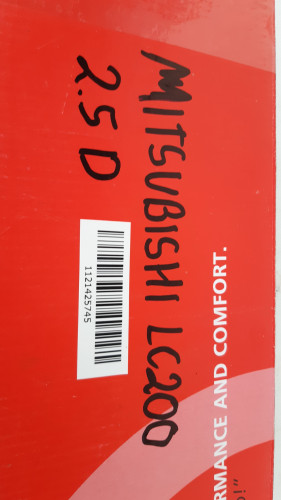 RMANCE AND COMFORT.
MITSUBISHI LC200
2.5 D
1121425745